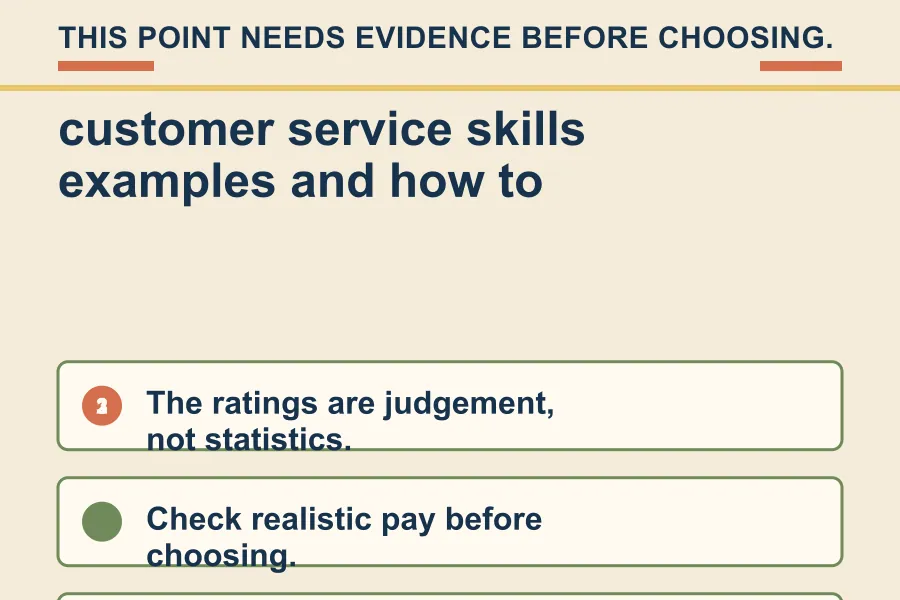 THIS POINT NEEDS EVIDENCE BEFORE CHOOSING.
customer service skills
examples and how to
The ratings are judgement,
not statistics.
Check realistic pay before
choosing.